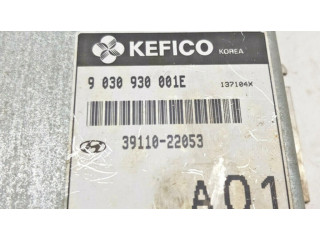 KEFICO KOREA
9 030 930 001E 137104X
39110-22053
A01